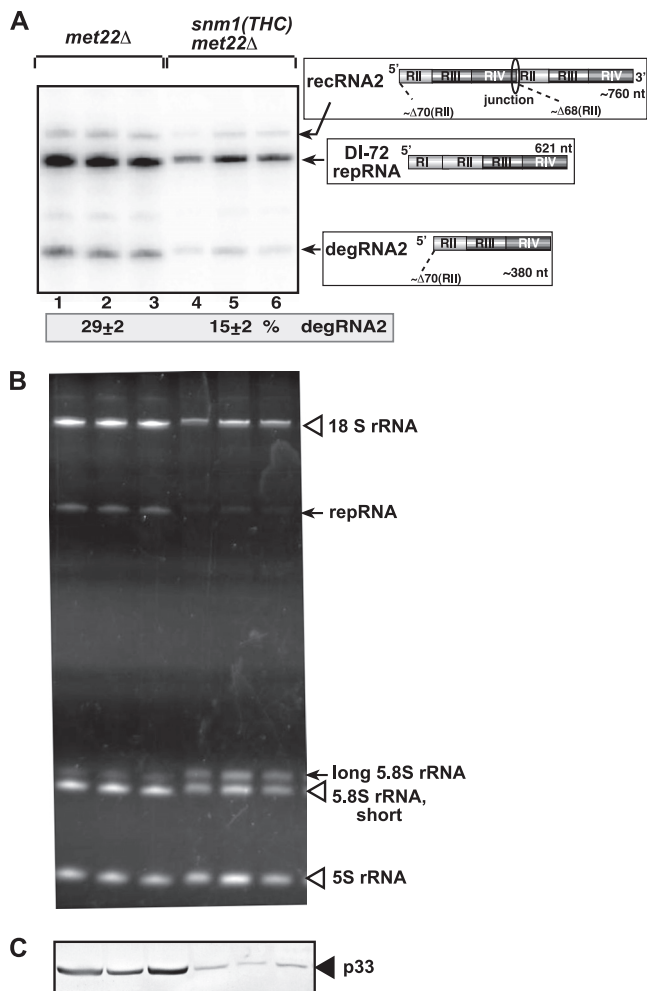 A
met22Δ
snm1(THC)
met22Δ
recRNA2
5’ RII RIII RIV RII RIII RIV 3’
junction
~760 nt
~Δ70(RII)
~Δ68(RII)
DI-72
repRNA
621 nt
5’ RI RII RIII RIV
degRNA2
5’ RII RIII RIV
~380 nt
~Δ70(RII)
1 2 3 4 5 6
29±2 15±2 % degRNA2
B
18 S rRNA
repRNA
long 5.8S rRNA
5.8S rRNA,
short
5S rRNA
C
p33